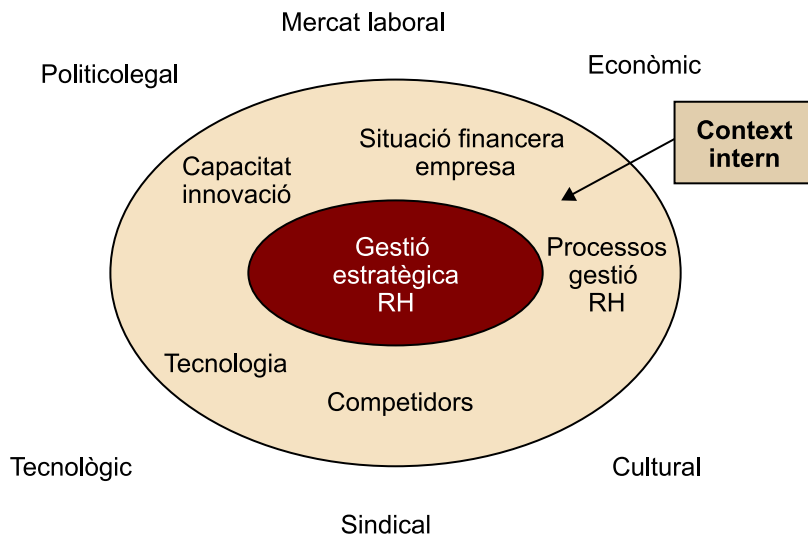 Mercat laboral
Politicolegal
Econòmic
Context
intern
Situació financera
empresa
Capacitat
innovació
Gestió
estratègica
RH
Processos
gestió
RH
Tecnologia
Competidors
Tecnològic
Cultural
Sindical